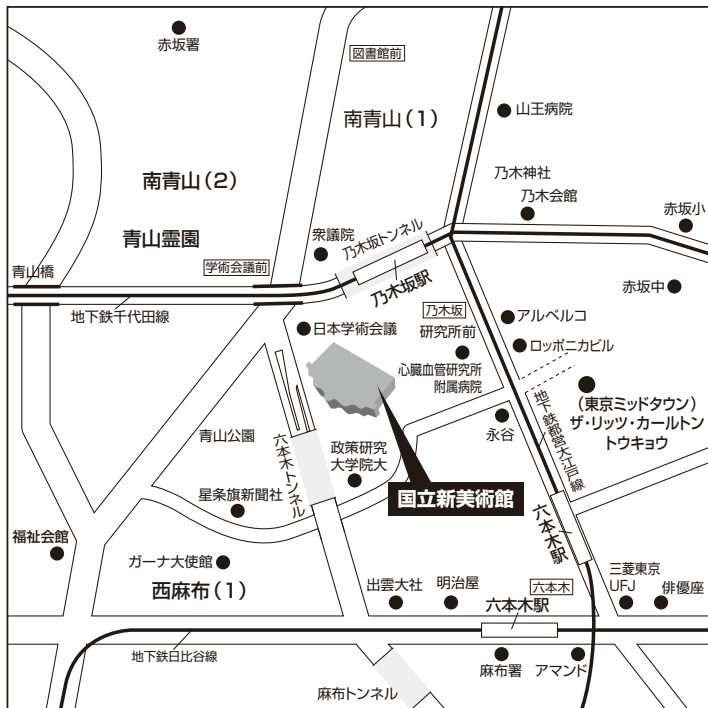 赤坂署
図書館前
南青山（1）
山王病院
南青山（2）
乃木神社
乃木会館
赤坂小
青山霊園
衆議院
乃木坂トンネル
青山橋
学術会議前
乃木坂駅
赤坂中
地下鉄千代田線
乃木坂
アルベルコ
日本学術会議
研究所前
ロッポニカビル
心臓血管研究所
附属病院
（東京ミッドタウン）
ザ・リッツ・カールトン
トウキョウ
地下鉄都営大江戸線
永谷
青山公園
六本木トンネル
政策研究
大学院大
国立新美術館
星条旗新聞社
六本木駅
福祉会館
ガーナ大使館
西麻布（1）
出雲大社
明治屋
六本木
三菱東京
UFJ
俳優座
六本木駅
地下鉄日比谷線
麻布署
アマンド
麻布トンネル